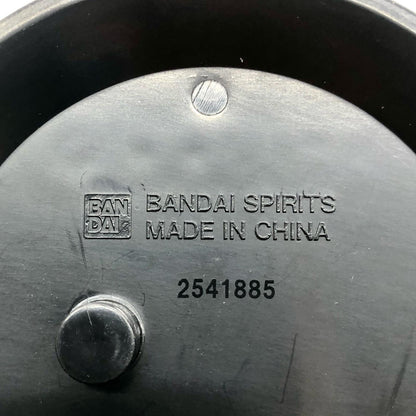 BAN
DAI
BANDAI SPIRITS
MADE IN CHINA
2541885